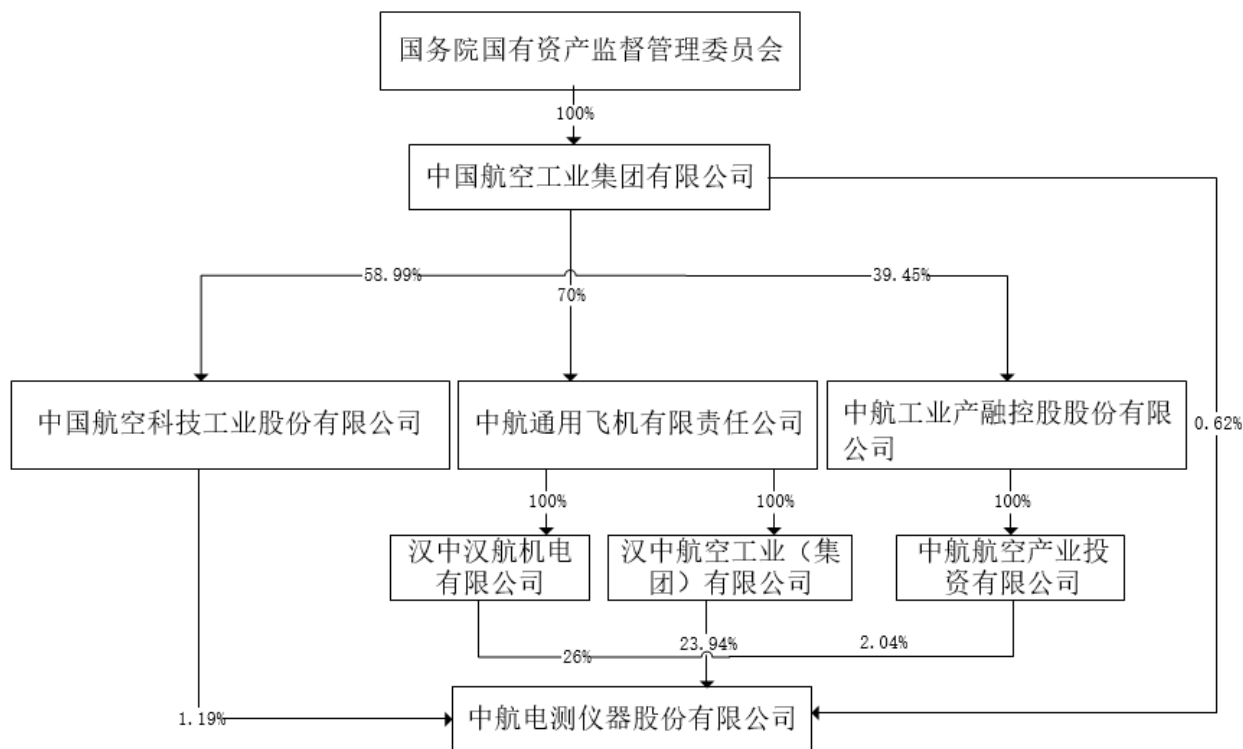 国务院国有资产监督管理委员会
100%
中国航空工业集团有限公司
58.99%
70%
39.45%
中国航空科技工业股份有限公司
中航通用飞机有限责任公司
中航工业产融控股股份有限
公司
0.62%
100%
100%
100%
汉中汉航机电
有限公司
汉中航空工业（集
团）有限公司
中航航空产业投
资有限公司
26%
23.94%
2.04%
1.19%
中航电测仪器股份有限公司